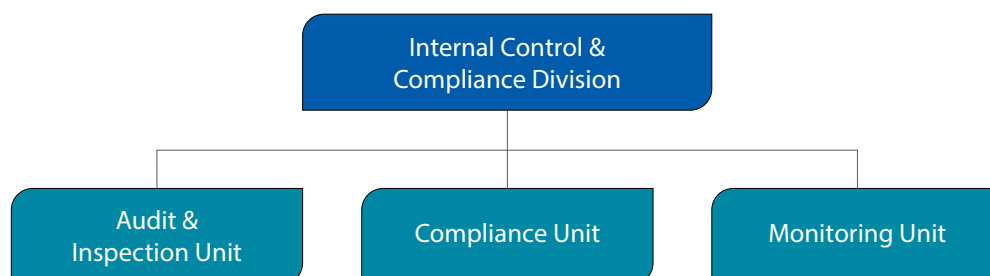 Internal Control &
Compliance Division
Audit &
Inspection Unit
Compliance Unit
Monitoring Unit